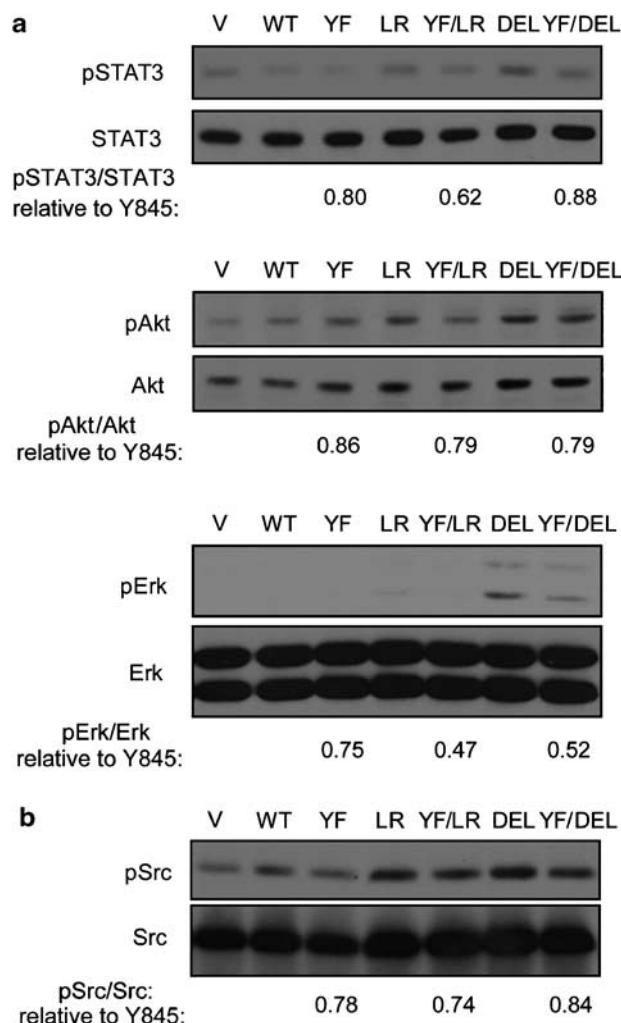 a
V WT YF LR YF/LR DEL YF/DEL
pSTAT3
STAT3
pSTAT3/STAT3
relative to Y845: 0.80 0.62 0.88
V WT YF LR YF/LR DEL YF/DEL
pAkt
Akt
pAkt/Akt
relative to Y845: 0.86 0.79 0.79
V WT YF LR YF/LR DEL YF/DEL
pErk
Erk
pErk/Erk
relative to Y845: 0.75 0.47 0.52
b
V WT YF LR YF/LR DEL YF/DEL
pSrc
Src
pSrc/Src:
relative to Y845: 0.78 0.74 0.84